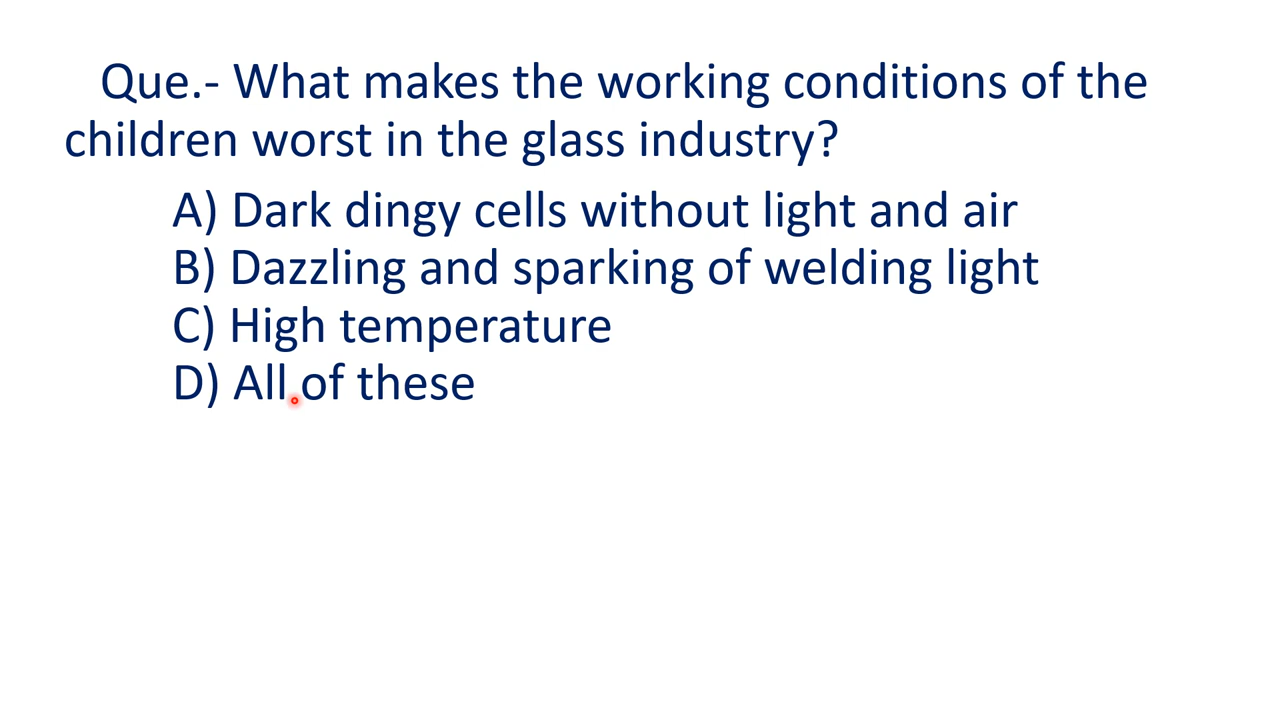 Que.- What makes the working conditions of the
children worst in the glass industry?
A) Dark dingy cells without light and air
B) Dazzling and sparking of welding light
C) High temperature
D) All of these